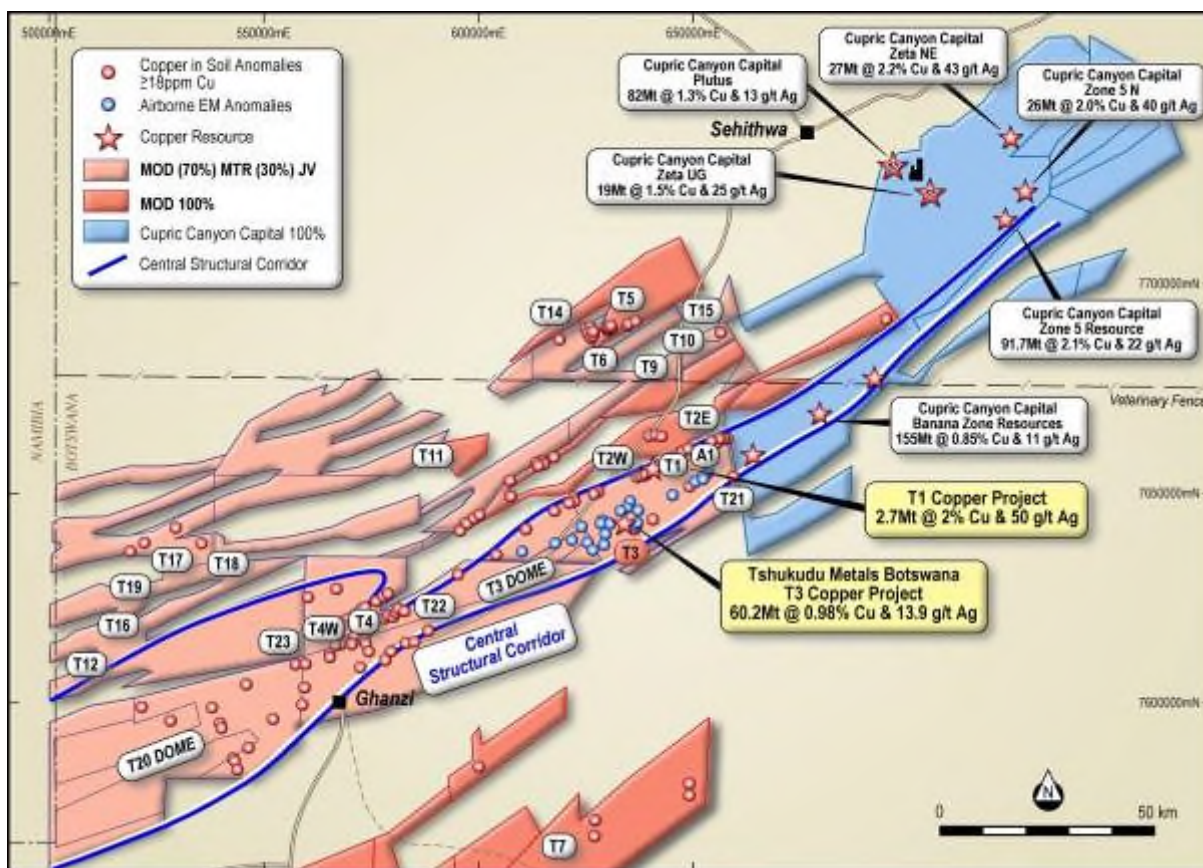 500000mE
550000mE
600000mE
650000mE
Copper in Soil Anomalies
≥18ppm Cu
Airborne EM Anomalies
Copper Resource
MOD (70%) MTR (30%) JV
MOD 100%
Cupric Canyon Capital 100%
Central Structural Corridor
Cupric Canyon Capital
Plutus
82Mt @ 1.3% Cu & 13 g/t Ag
Cupric Canyon Capital
Zeta NE
27Mt @ 2.2% Cu & 43 g/t Ag
Cupric Canyon Capital
Zone 5 N
26Mt @ 2.0% Cu & 40 g/t Ag
Sehithwa
Cupric Canyon Capital
Zeta UG
19Mt @ 1.5% Cu & 25 g/t Ag
7700000mN
Cupric Canyon Capital
Zone 5 Resource
91.7Mt @ 2.1% Cu & 22 g/t Ag
T14
T5
T15
T10
T6
T9
NAMIBIA
BOTSWANA
Veterinary Fence
Cupric Canyon Capital
Banana Zone Resources
155Mt @ 0.85% Cu & 11 g/t Ag
T2E
T11
T2W
T1
A1
T21
7650000mN
T1 Copper Project
2.7Mt @ 2% Cu & 50 g/t Ag
T3
T3 DOME
Tshukudu Metals Botswana
T3 Copper Project
60.2Mt @ 0.98% Cu & 13.9 g/t Ag
T17
T18
T19
T16
T12
T22
T4
T4W
T23
Central
Structural Corridor
Ghanzi
7600000mN
T20 DOME
T7
N
0
50 km